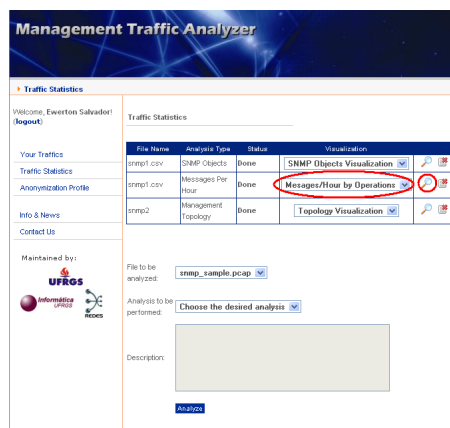 Management Traffic Analyzer
Traffic Statistics
Welcome, Ewerton Salvador!
(logout)
Your Traffics
Traffic Statistics
Anonymization Profile
Info & News
Contact Us
Maintained by:
UFRGS
Informática
UFRGS
REDES
Traffic Statistics
File Name Analysis Type Status Visualization
snmp1.csv SNMP Objects Done SNMP Objects Visualization
snmp1.csv Messages Per Hour Done Mesages/Hour by Operations
snmp2 Management Topology Done Topology Visualization
File to be analyzed: snmp_sample.pcap
Analysis to be performed: Choose the desired analysis
Description:
Analyze